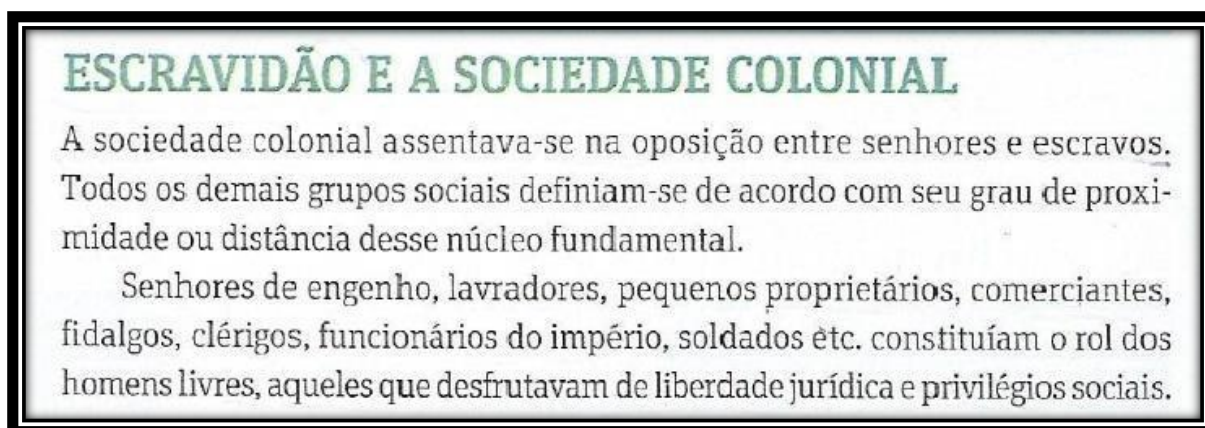 ESCRAVIDÃO E A SOCIEDADE COLONIAL
A sociedade colonial assentava-se na oposição entre senhores e escravos.
Todos os demais grupos sociais definiam-se de acordo com seu grau de proxi-
midade ou distância desse núcleo fundamental.
Senhores de engenho, lavradores, pequenos proprietários, comerciantes,
fidalgos, clérigos, funcionários do império, soldados etc. constituíam o rol dos
homens livres, aqueles que desfrutavam de liberdade jurídica e privilégios sociais.